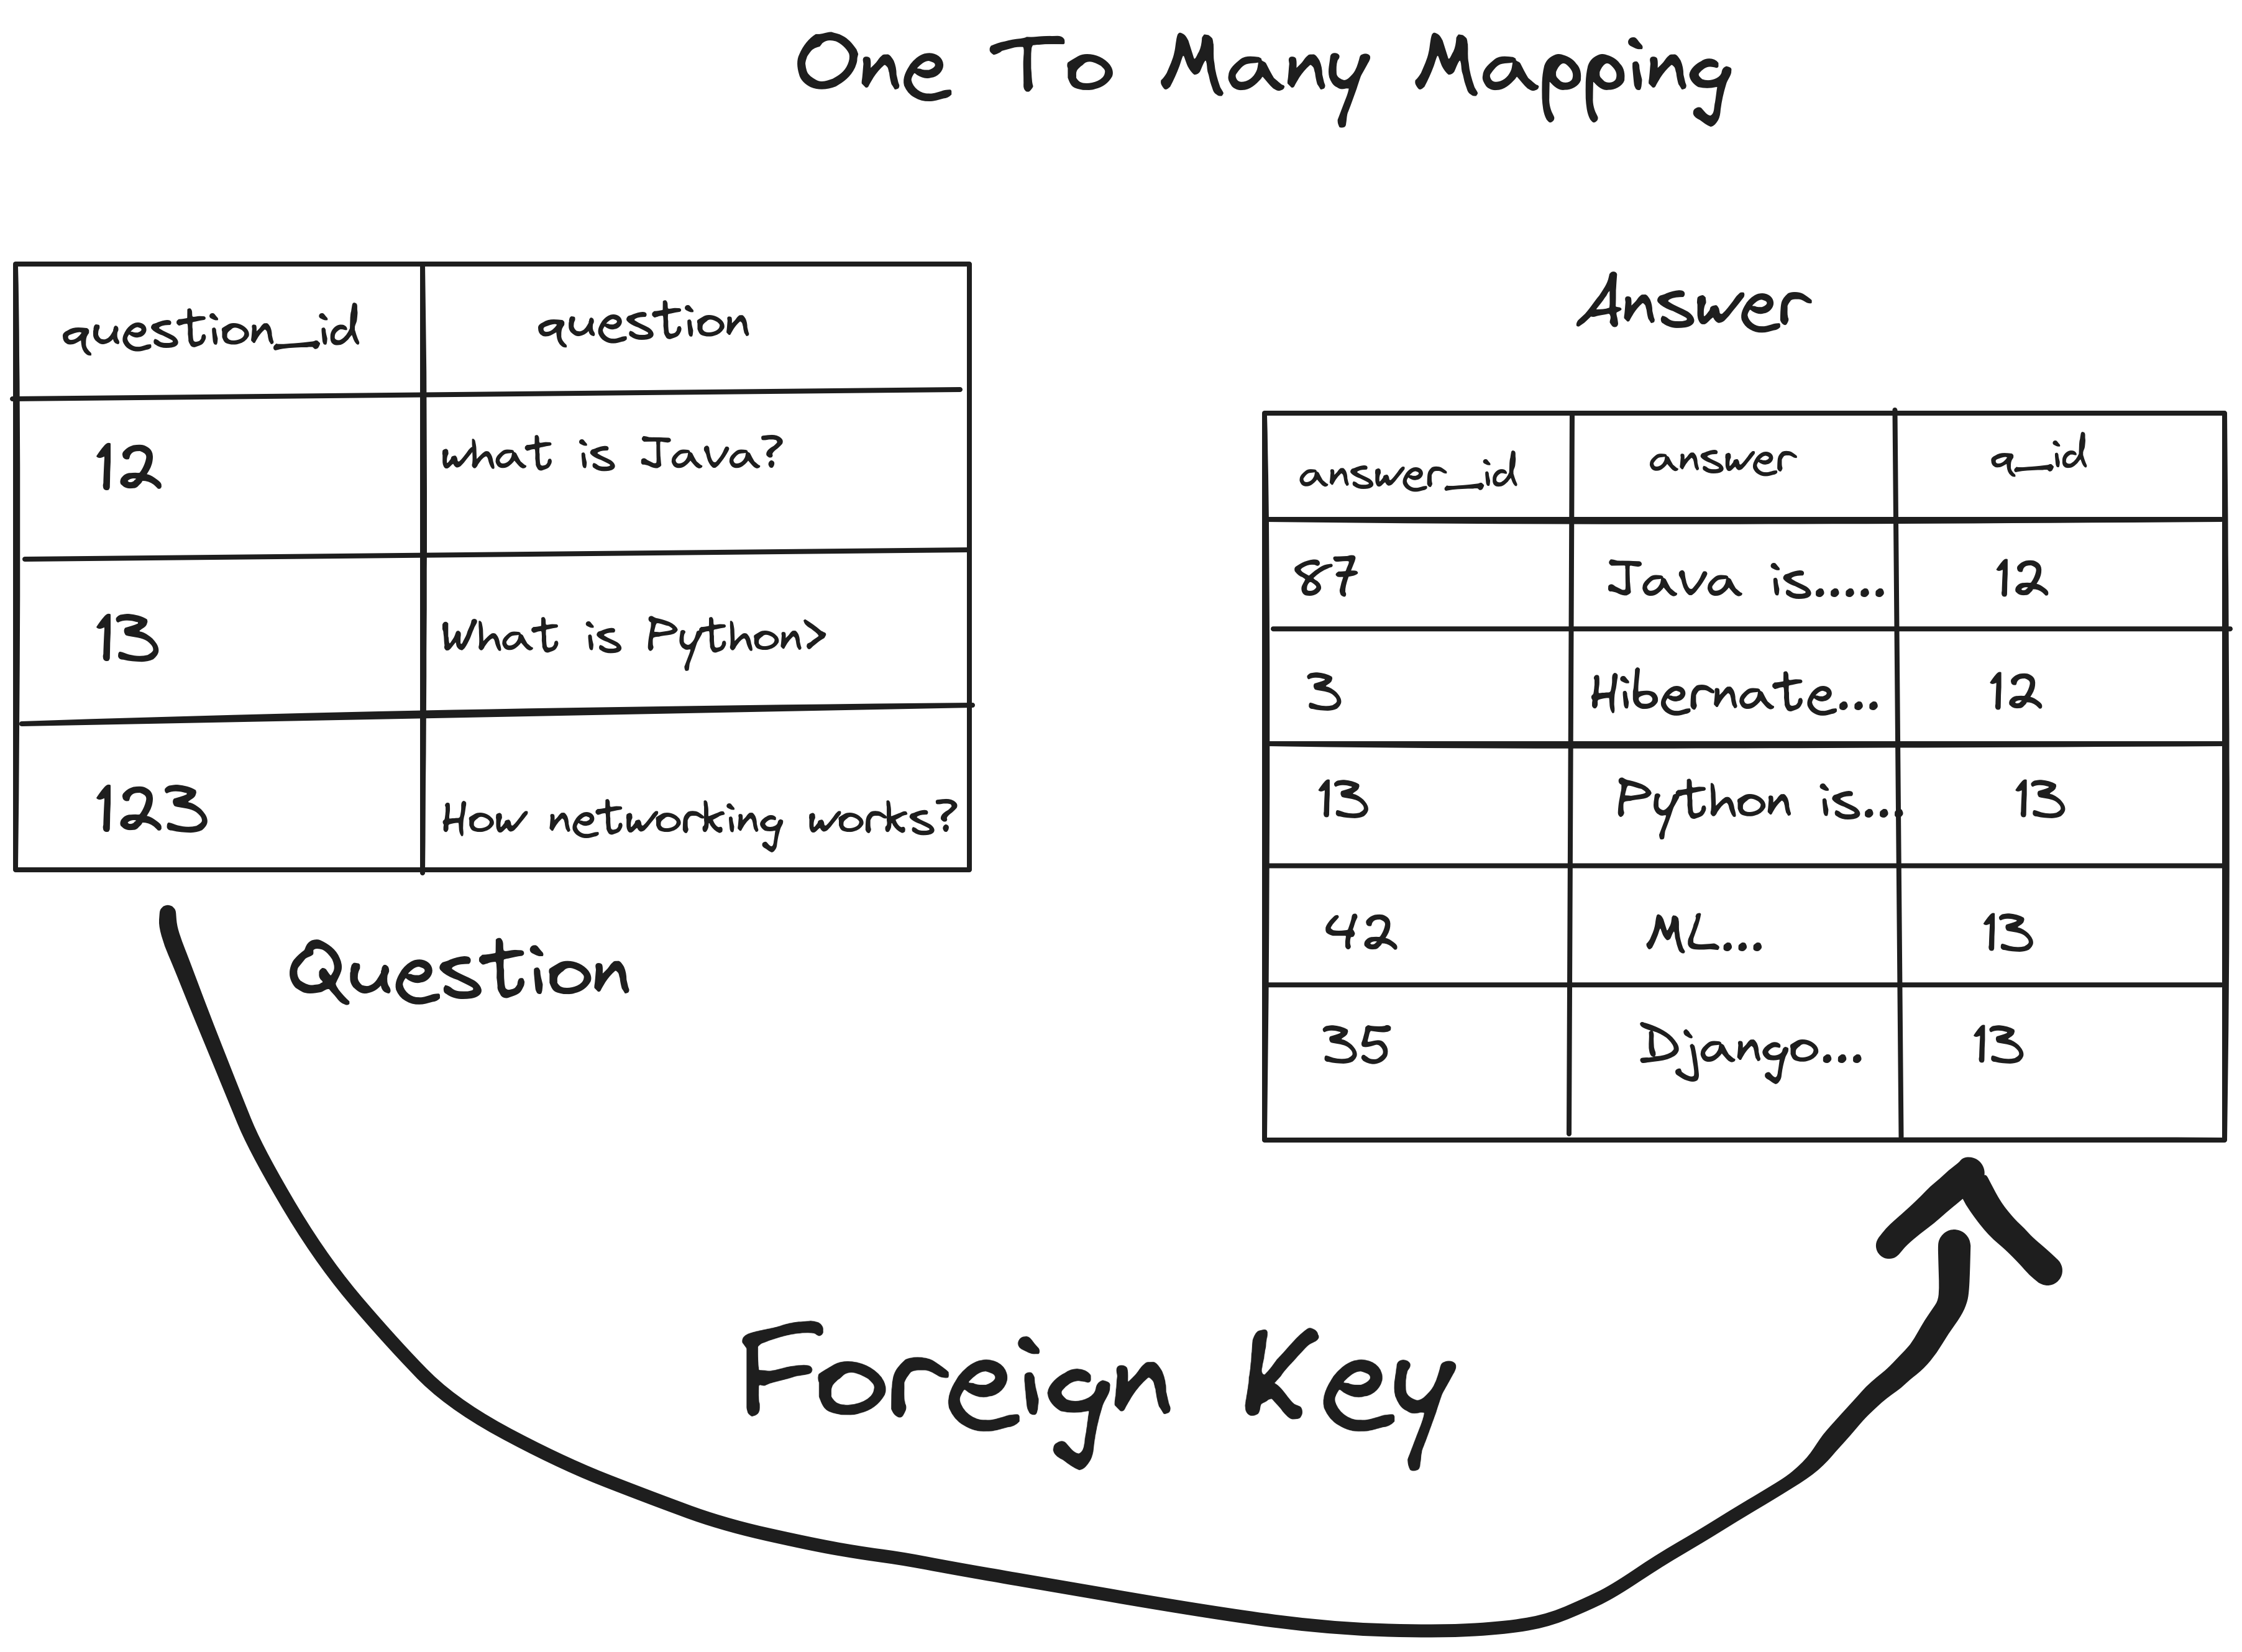 One To Many Mapping
question_id question
12 What is Java?
13 What is Python>
123 How networking works?
Question
Answer
answer_id answer q_id
87 Java is......
12
3 Hibernate... 12
13 Python is... 13
42 ML... 13
35 Django... 13
Foreign Key